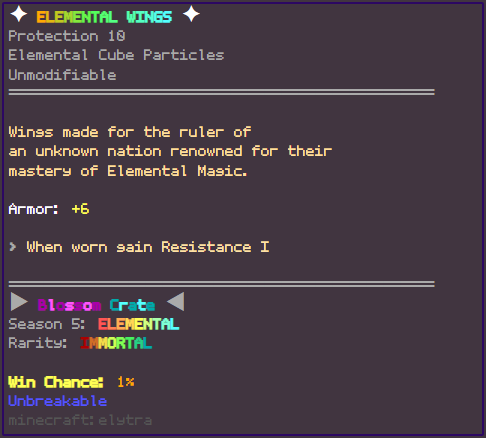 ✦ ELEMENTAL WINGS ✦
Protection 10
Elemental Cube Particles
Unmodifiable
Wings made for the ruler of
an unknown nation renowned for their
mastery of Elemental Magic.
Armor: +6
> When worn gain Resistance I
▶ Blossom Crate ◀
Season 5: ELEMENTAL
Rarity: IMMORTAL
Win Chance: 1%
Unbreakable
minecraft:elytra